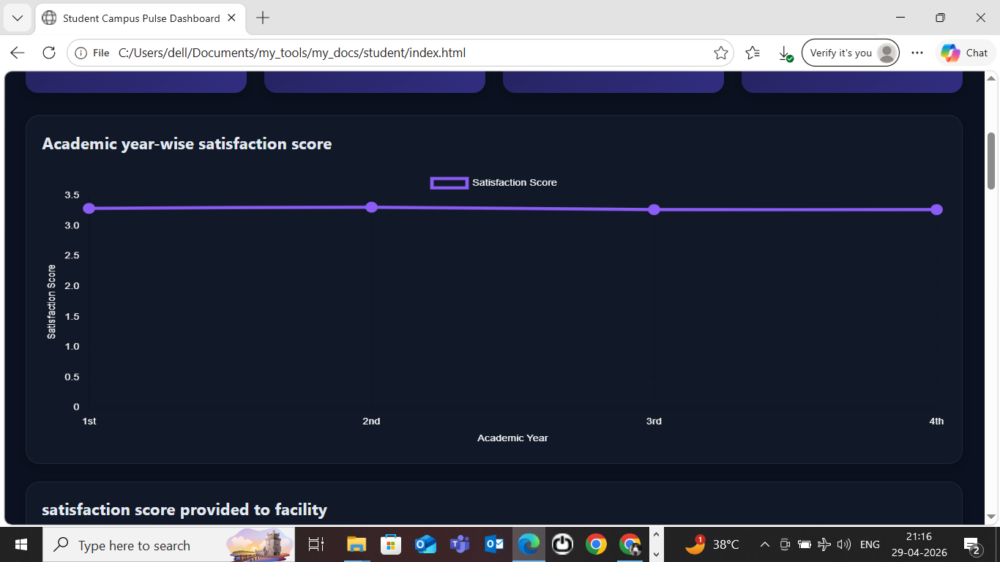 Student Campus Pulse Dashboard
File C:/Users/dell/Documents/my_tools/my_docs/student/index.html
Verify it's you
Chat
Academic year-wise satisfaction score
Satisfaction Score
3.5
3.0
2.5
2.0
1.5
1.0
0.5
0
Satisfaction Score
1st 2nd 3rd 4th
Academic Year
satisfaction score provided to facility
Type here to search
1
38°C
ENG
21:16
29-04-2026
2